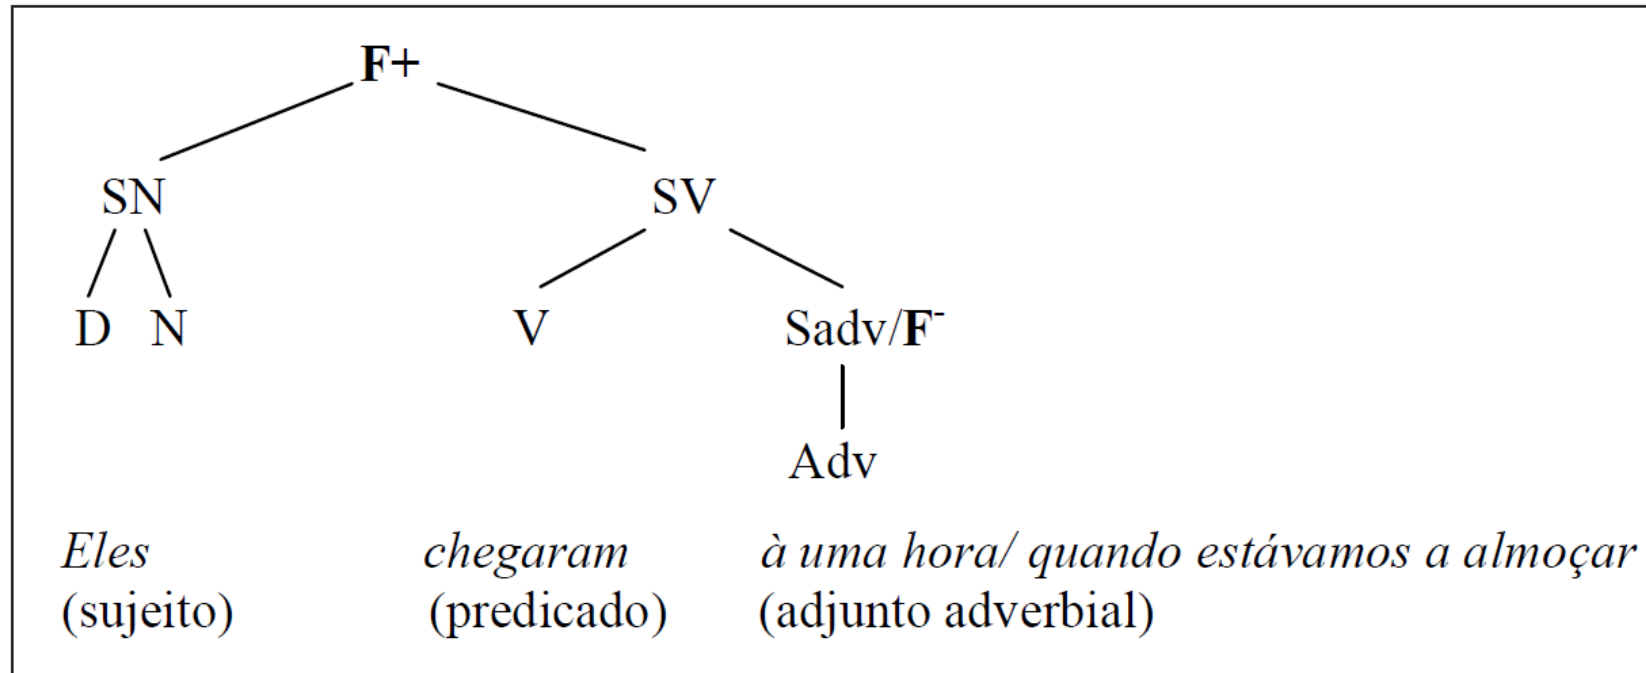 F+
SN SV
D N V Sadv/F-
Adv
Eles chegaram à uma hora/ quando estávamos a almoçar
(sujeito) (predicado) (adjunto adverbial)